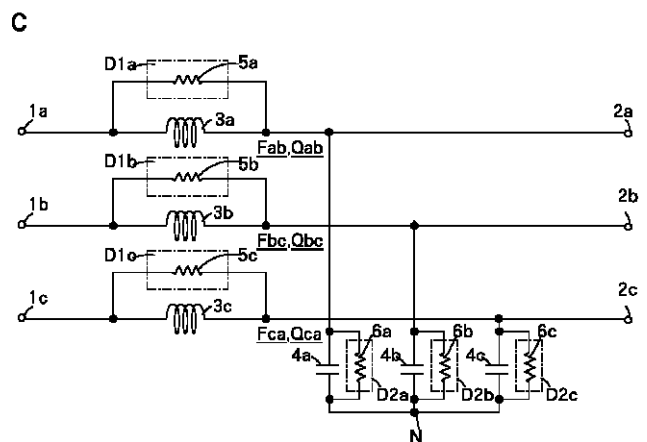 C
D1a
5a
1a
3a
2a
Fab,Qab
D1b
5b
1b
3b
2b
Fbc,Qbc
D1c
5c
1c
3c
2c
Fca,Qca
4a
6a
4b
6b
4c
6c
D2a
D2b
D2c
N